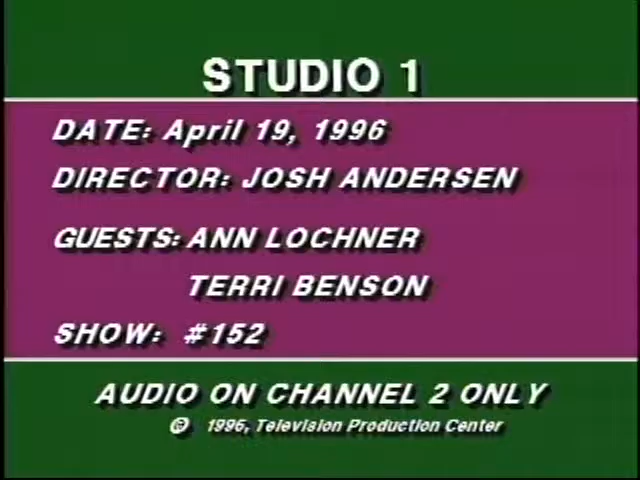 STUDIO 1
DATE: April 19, 1996
DIRECTOR: JOSH ANDERSEN
GUESTS: ANN LOCHNER
TERRI BENSON
SHOW: #152
AUDIO ON CHANNEL 2 ONLY
© 1996, Television Production Center